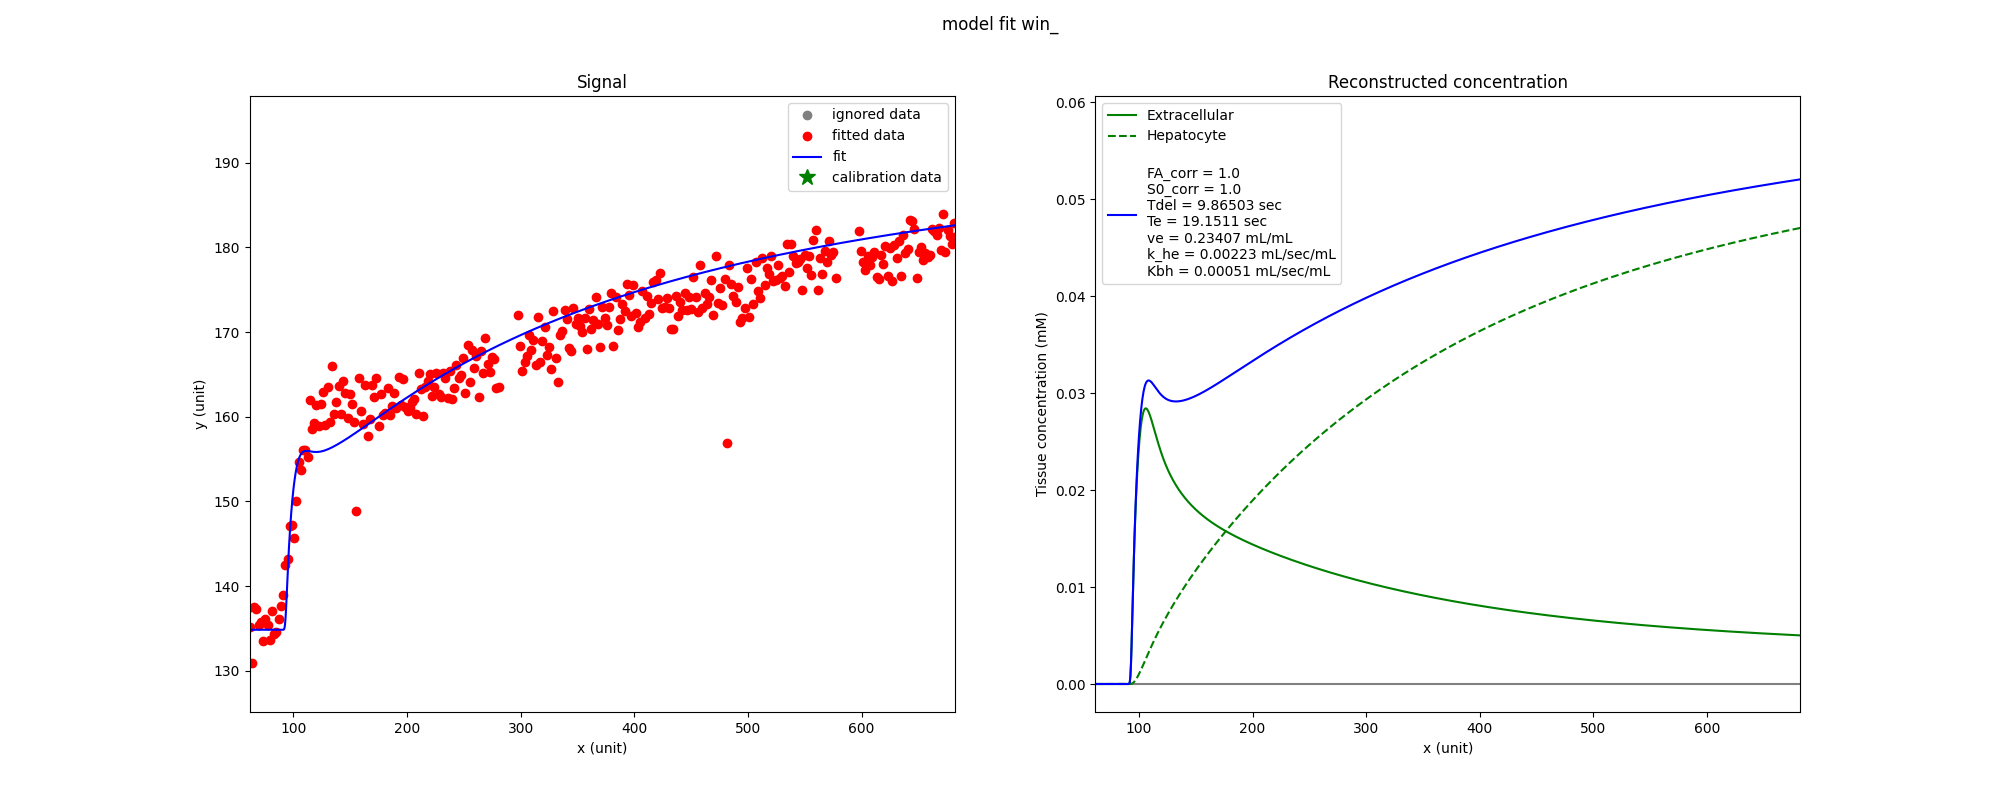 model fit win_
Signal
y (unit)
190
180
170
160
150
140
130
100
200
300
400
500
600
x (unit)
ignored data
fitted data
fit
calibration data
Reconstructed concentration
Tissue concentration (mM)
0.06
0.05
0.04
0.03
0.02
0.01
0.00
100
200
300
400
500
600
x (unit)
Extracellular
Hepatocyte
FA_corr = 1.0
S0_corr = 1.0
Tdel = 9.86503 sec
Te = 19.1511 sec
ve = 0.23407 mL/mL
k_he = 0.00223 mL/sec/mL
Kbh = 0.00051 mL/sec/mL